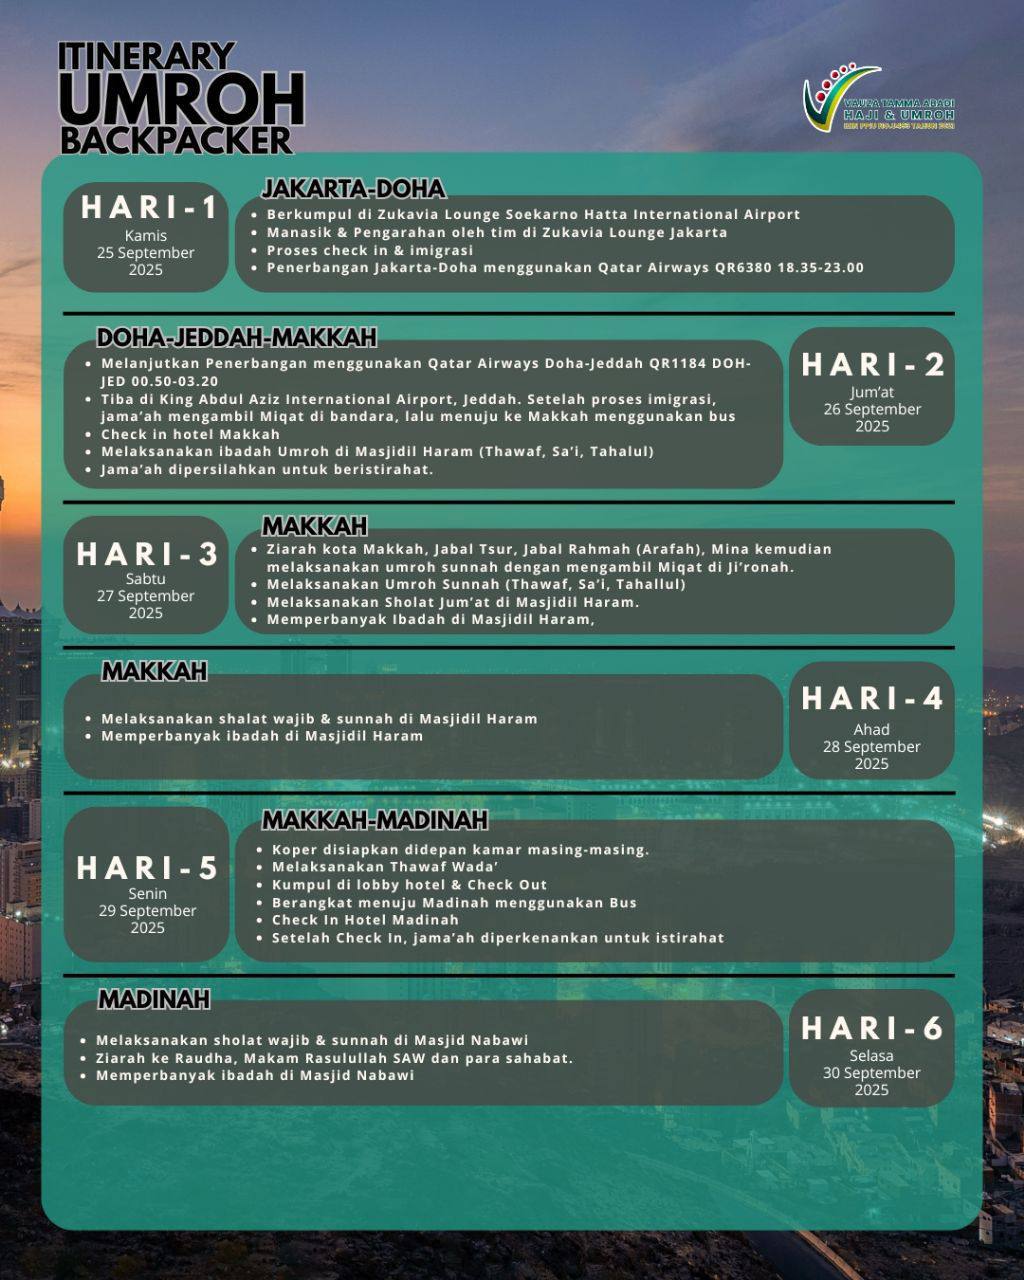 ITINERARY
UMROH
BACKPACKER
VAUZA TAMMA ABADI
HAJI & UMROH
HARI-1
Kamis
25 September
2025
JAKARTA-DOHA
• Berkumpul di Zukavia Lounge Soekarno Hatta International Airport
• Manasik & Pengarahan oleh tim di Zukavia Lounge Jakarta
• Proses check in & imigrasi
• Penerbangan Jakarta-Doha menggunakan Qatar Airways QR6380 18.35-23.00
DOHA-JEDDAH-MAKKAH
• Melanjutkan Penerbangan menggunakan Qatar Airways Doha-Jeddah QR1184 DOH-
JED 00.50-03.20
• Tiba di King Abdul Aziz International Airport, Jeddah. Setelah proses imigrasi,
jama’ah mengambil Miqat di bandara, lalu menuju ke Makkah menggunakan bus
• Check in hotel Makkah
• Melaksanakan ibadah Umroh di Masjidil Haram (Thawaf, Sa’i, Tahalul)
• Jama’ah dipersilahkan untuk beristirahat.
HARI-2
Jum’at
26 September
2025
HARI-3
Sabtu
27 September
2025
MAKKAH
• Ziarah kota Makkah, Jabal Tsur, Jabal Rahmah (Arafah), Mina kemudian
melaksanakan umroh sunnah dengan mengambil Miqat di Ji’ronah.
• Melaksanakan Umroh Sunnah (Thawaf, Sa’i, Tahallul)
• Melaksanakan Sholat Jum’at di Masjidil Haram.
• Memperbanyak Ibadah di Masjidil Haram,
MAKKAH
• Melaksanakan shalat wajib & sunnah di Masjidil Haram
• Memperbanyak ibadah di Masjidil Haram
HARI-4
Ahad
28 September
2025
HARI-5
Senin
29 September
2025
MAKKAH-MADINAH
• Koper disiapkan didepan kamar masing-masing.
• Melaksanakan Thawaf Wada’
• Kumpul di lobby hotel & Check Out
• Berangkat menuju Madinah menggunakan Bus
• Check In Hotel Madinah
• Setelah Check In, jama’ah diperkenankan untuk istirahat
MADINAH
• Melaksanakan sholat wajib & sunnah di Masjid Nabawi
• Ziarah ke Raudha, Makam Rasulullah SAW dan para sahabat.
• Memperbanyak ibadah di Masjid Nabawi
HARI-6
Selasa
30 September
2025